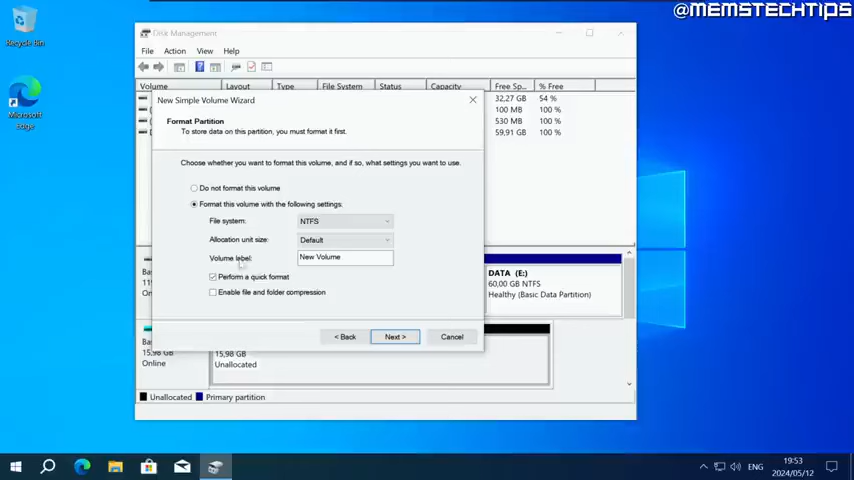 @MEMSTECHTIPS
Recycle Bin
Microsoft Edge
Disk Management
File Action View Help
Volume Layout Type File System Status Capacity Free Sp... % Free
32,27 GB 54 %
100 MB 100 %
530 MB 100 %
59,91 GB 100 %
New Simple Volume Wizard
Format Partition
To store data on this partition, you must format it first.
Choose whether you want to format this volume, and if so, what settings you want to use.
Do not format this volume
Format this volume with the following settings:
File system: NTFS
Allocation unit size: Default
Volume label: New Volume
Perform a quick format
Enable file and folder compression
< Back Next > Cancel
DATA (E:)
60,00 GB NTFS
Healthy (Basic Data Partition)
Bas
119
On
Bas
15,98 GB
Online
15,98 GB
Unallocated
Unallocated Primary partition
ENG
19:53
2024/05/12